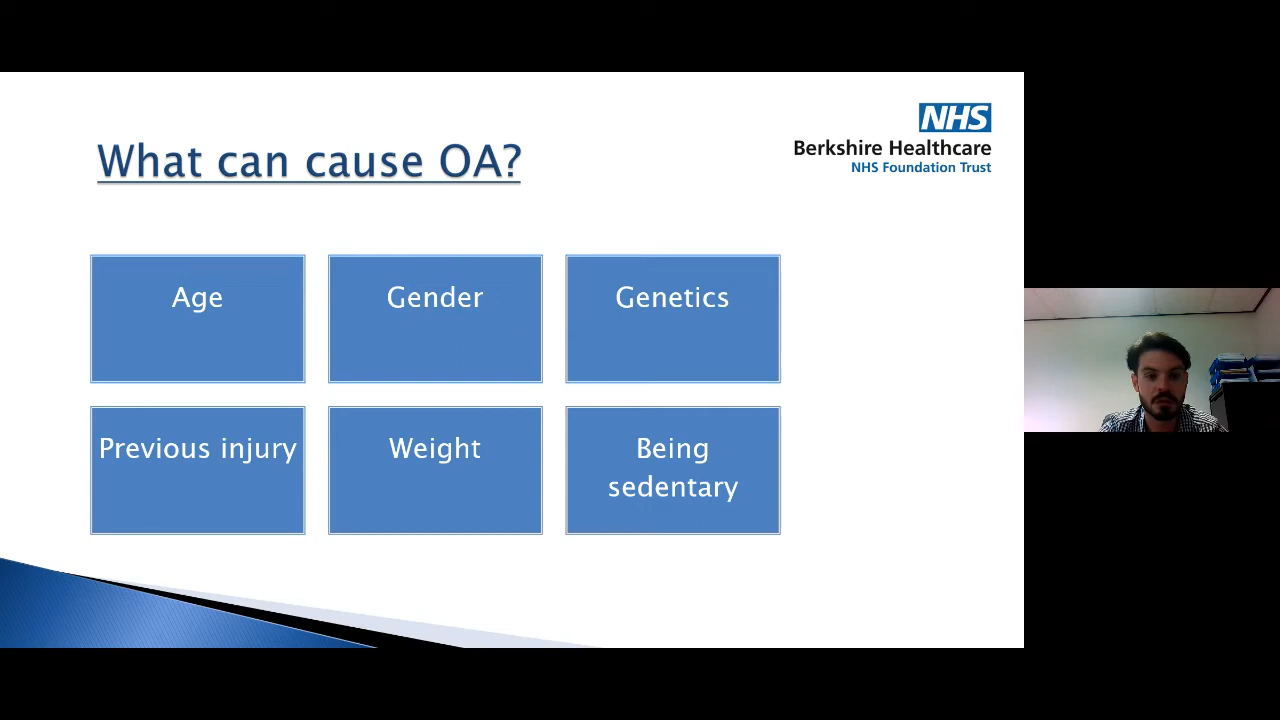 What can cause OA?
NHS
Berkshire Healthcare
NHS Foundation Trust
Age
Gender
Genetics
Previous injury
Weight
Being
sedentary